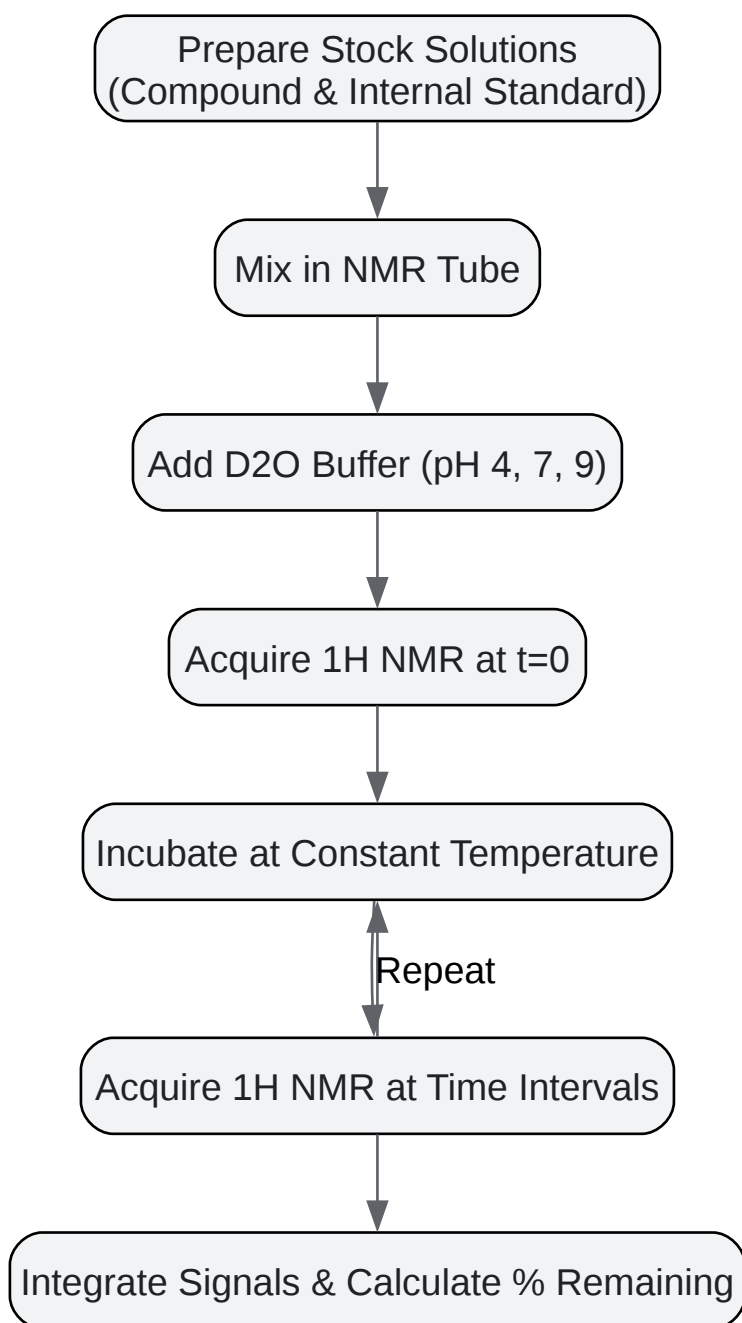 Prepare Stock Solutions
(Compound & Internal Standard)
Mix in NMR Tube
Add D2O Buffer (pH 4, 7, 9)
Acquire 1H NMR at t=0
Incubate at Constant Temperature
Repeat
Acquire 1H NMR at Time Intervals
Integrate Signals & Calculate % Remaining